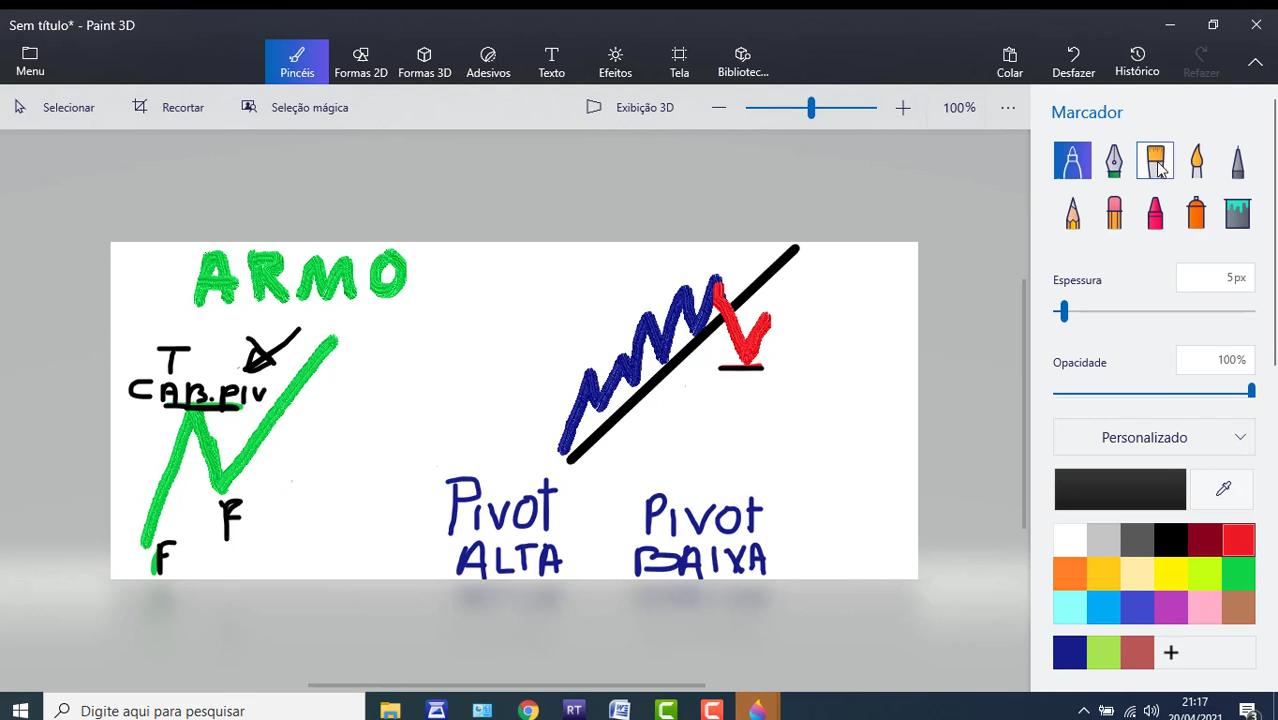 Sem título* - Paint 3D
Menu
Pincéis
Formas 2D
Formas 3D
Adesivos
Texto
Efeitos
Tela
Bibliotec...
Colar
Desfazer
Histórico
Refazer
Selecionar
Recortar
Seleção mágica
Exibição 3D
100%
Marcador
Espessura
5px
Opacidade
100%
Personalizado
ARMO
T
CAB.PIV
F
F
Pivot
ALTA
Pivot
BAIXA
Digite aqui para pesquisar
RT
21:17
20/04/2021
3